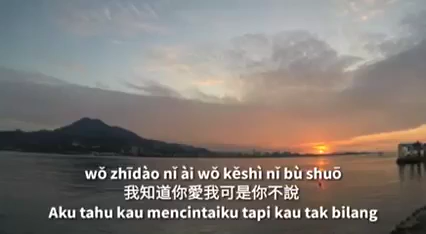 wǒ zhīdào nǐ ài wǒ kěshì nǐ bù shuō
我知道你愛我可是你不說
Aku tahu kau mencintaiku tapi kau tak bilang